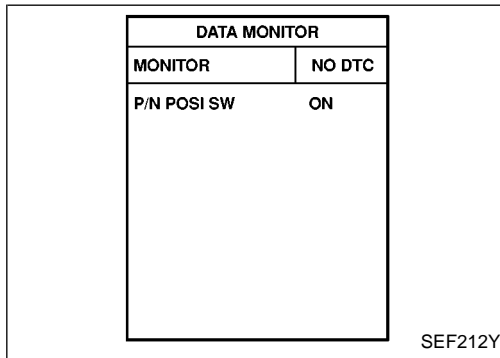 DATA MONITOR
MONITOR NO DTC
P/N POSI SW ON
SEF212Y